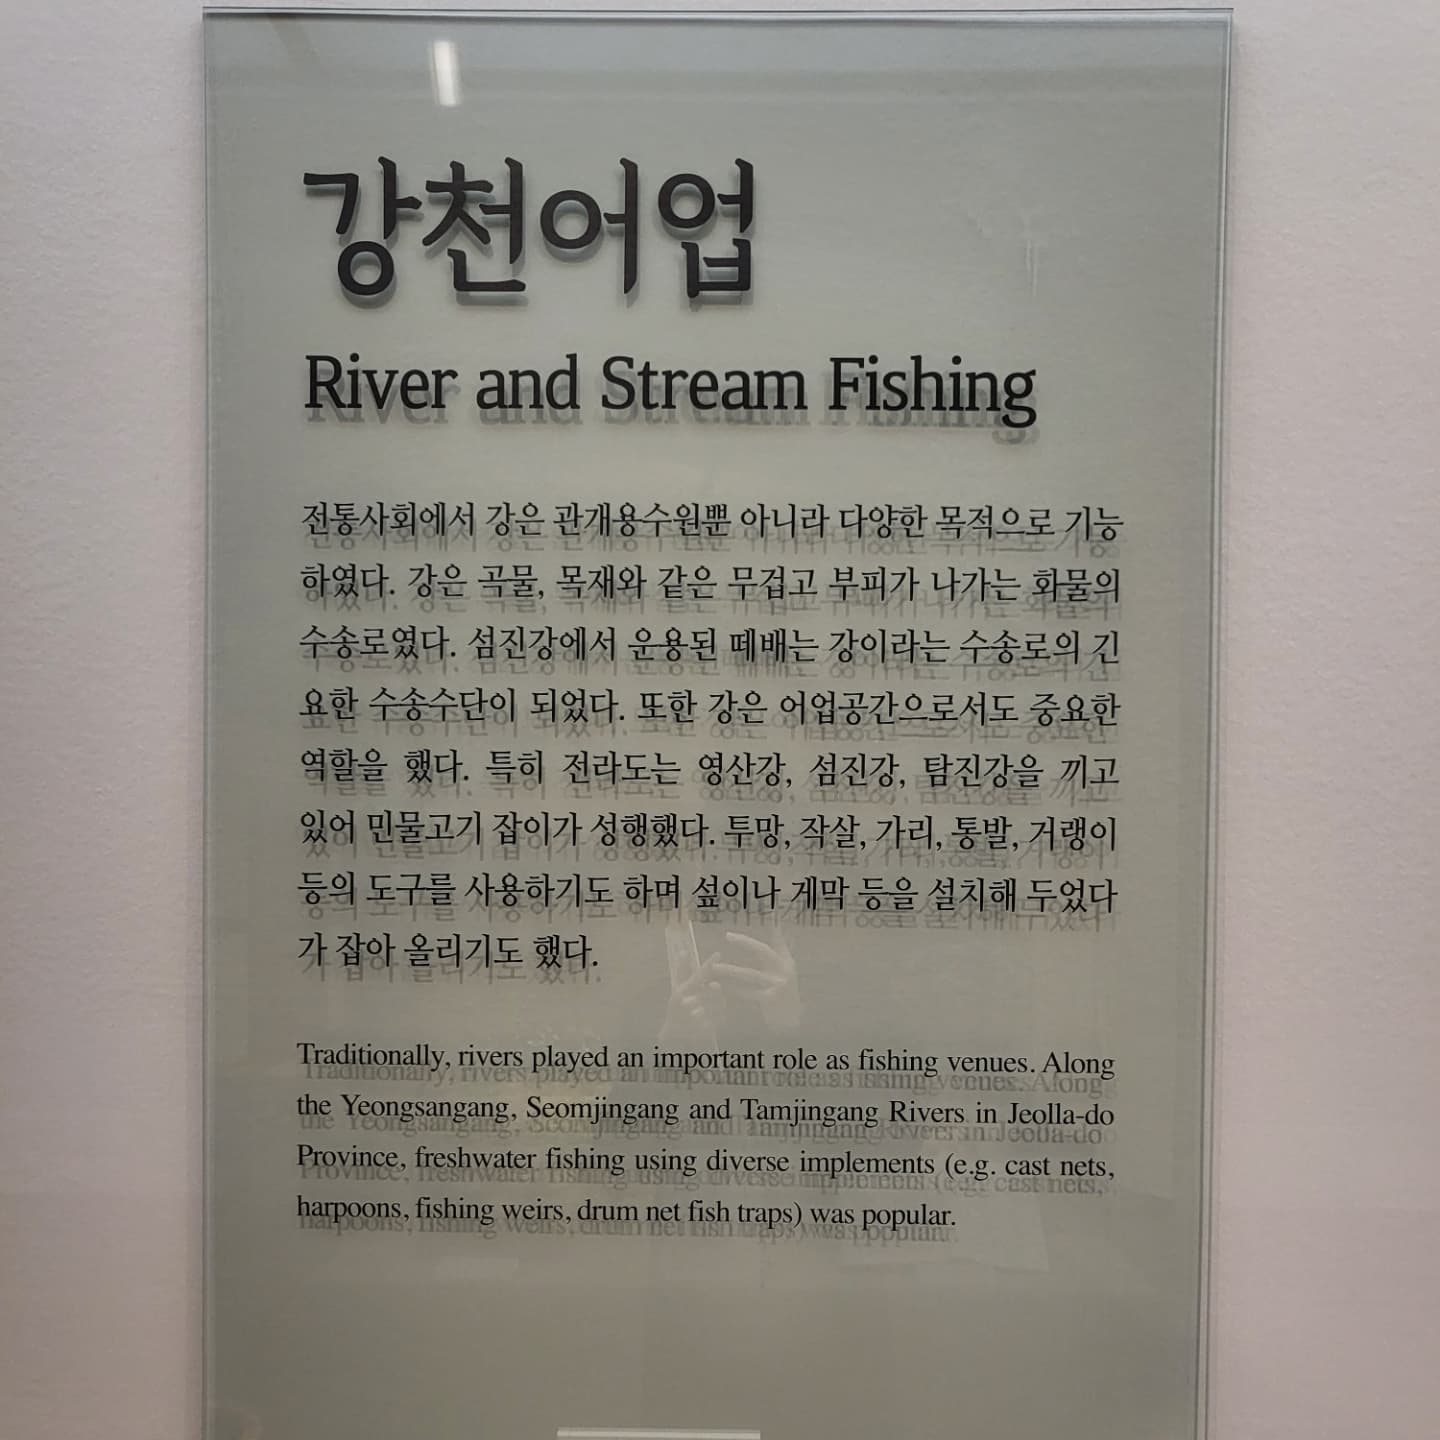 강천어업
River and Stream Fishing
전통사회에서 강은 관개용수원뿐 아니라 다양한 목적으로 기능
하였다. 강은 곡물, 목재와 같은 무겁고 부피가 나가는 화물의
수송로였다. 섬진강에서 운용된 떼배는 강이라는 수송로의 긴
요한 수송수단이 되었다. 또한 강은 어업공간으로서도 중요한
역할을 했다. 특히 전라도는 영산강, 섬진강, 탐진강을 끼고
있어 민물고기 잡이가 성행했다. 투망, 작살, 가리, 통발, 거랭이
등의 도구를 사용하기도 하며 섶이나 게막 등을 설치해 두었다
가 잡아 올리기도 했다.
Traditionally, rivers played an important role as fishing venues. Along
the Yeongsangang, Seomjingang and Tamjingang Rivers in Jeolla-do
Province, freshwater fishing using diverse implements (e.g. cast nets,
harpoons, fishing weirs, drum net fish traps) was popular.